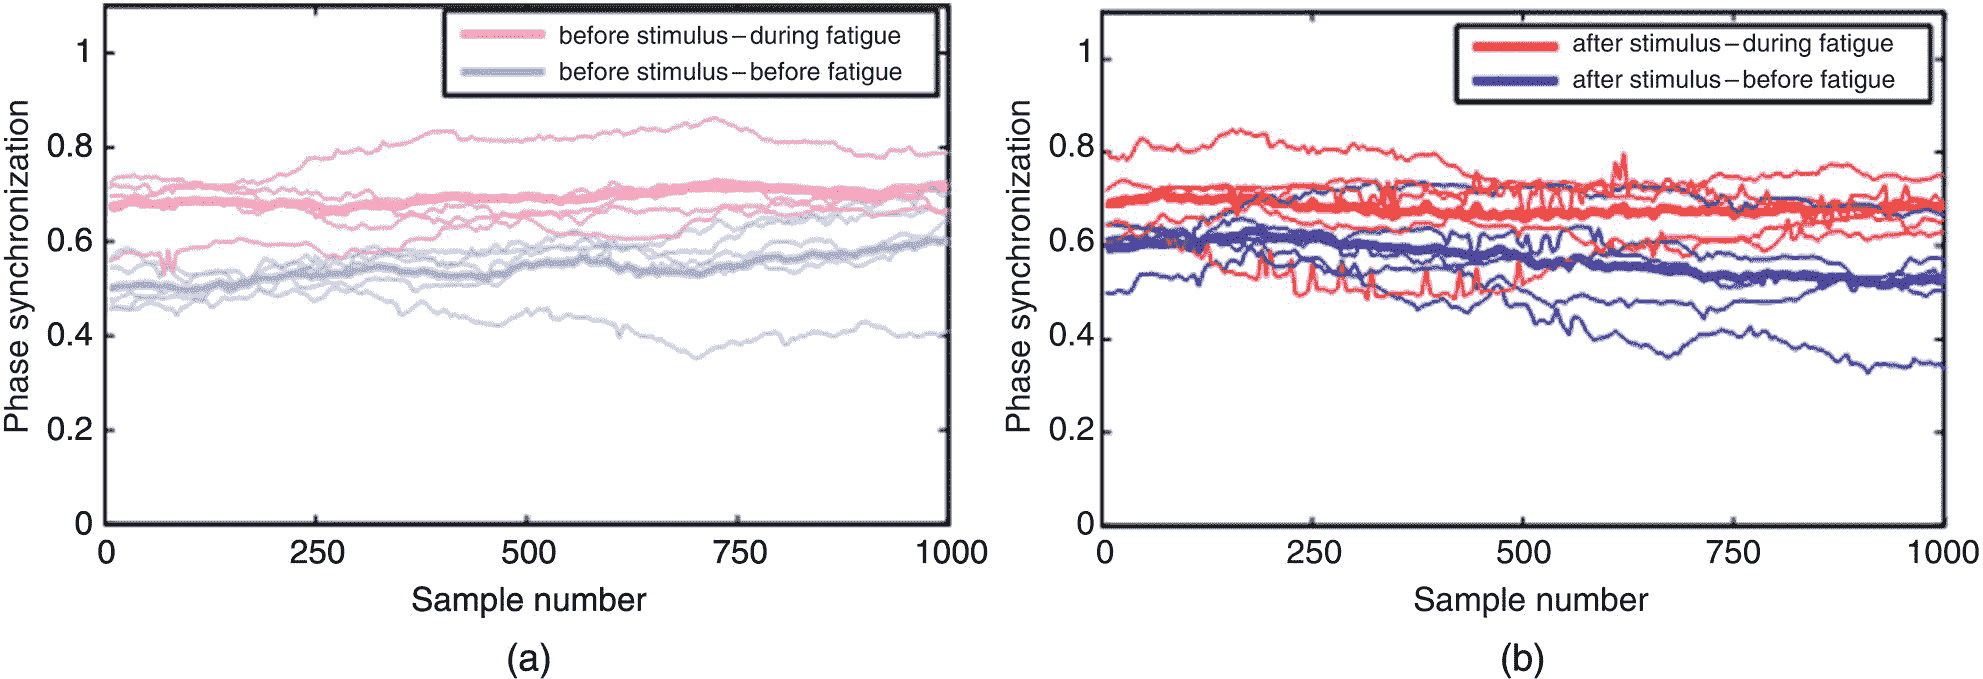 before stimulus–during fatigue
before stimulus–before fatigue
1
0.8
0.6
0.4
0.2
0
Phase synchronization
0 250 500 750 1000
Sample number
(a)
after stimulus–during fatigue
after stimulus–before fatigue
1
0.8
0.6
0.4
0.2
0
Phase synchronization
0 250 500 750 1000
Sample number
(b)